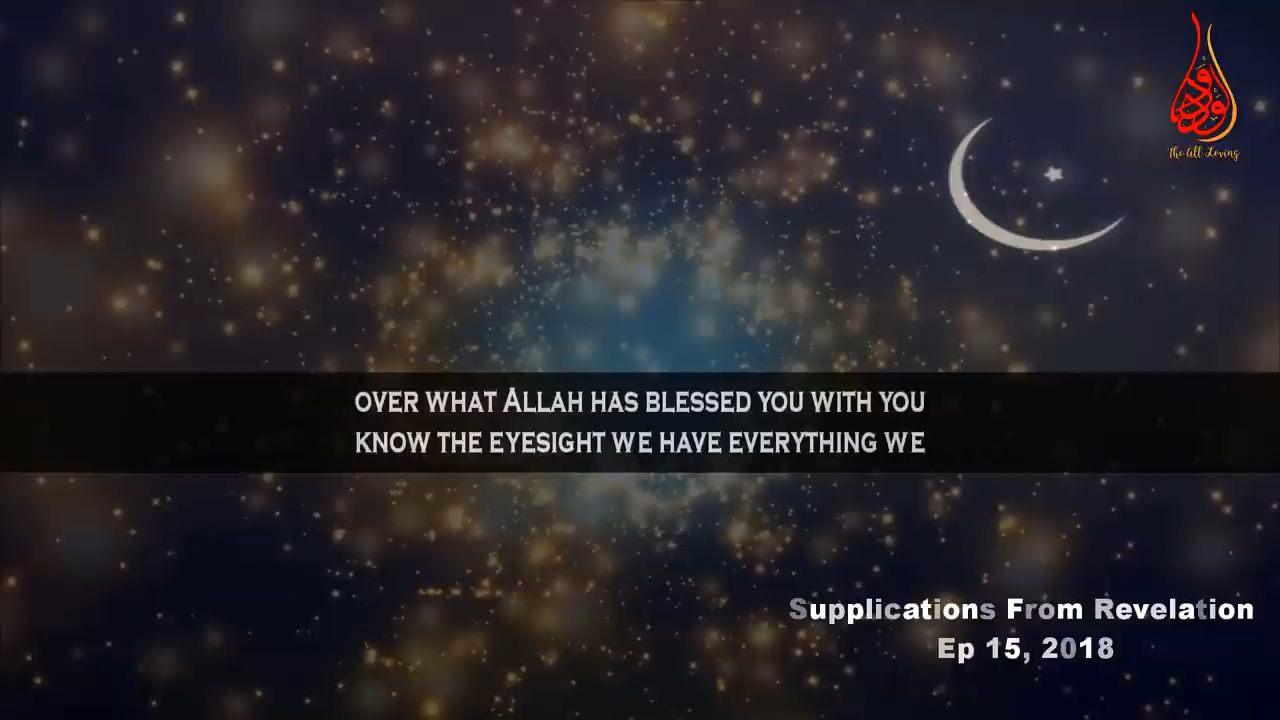 ودود
The All Loving
OVER WHAT ALLAH HAS BLESSED YOU WITH YOU
KNOW THE EYESIGHT WE HAVE EVERYTHING WE
Supplications From Revelation
Ep 15, 2018